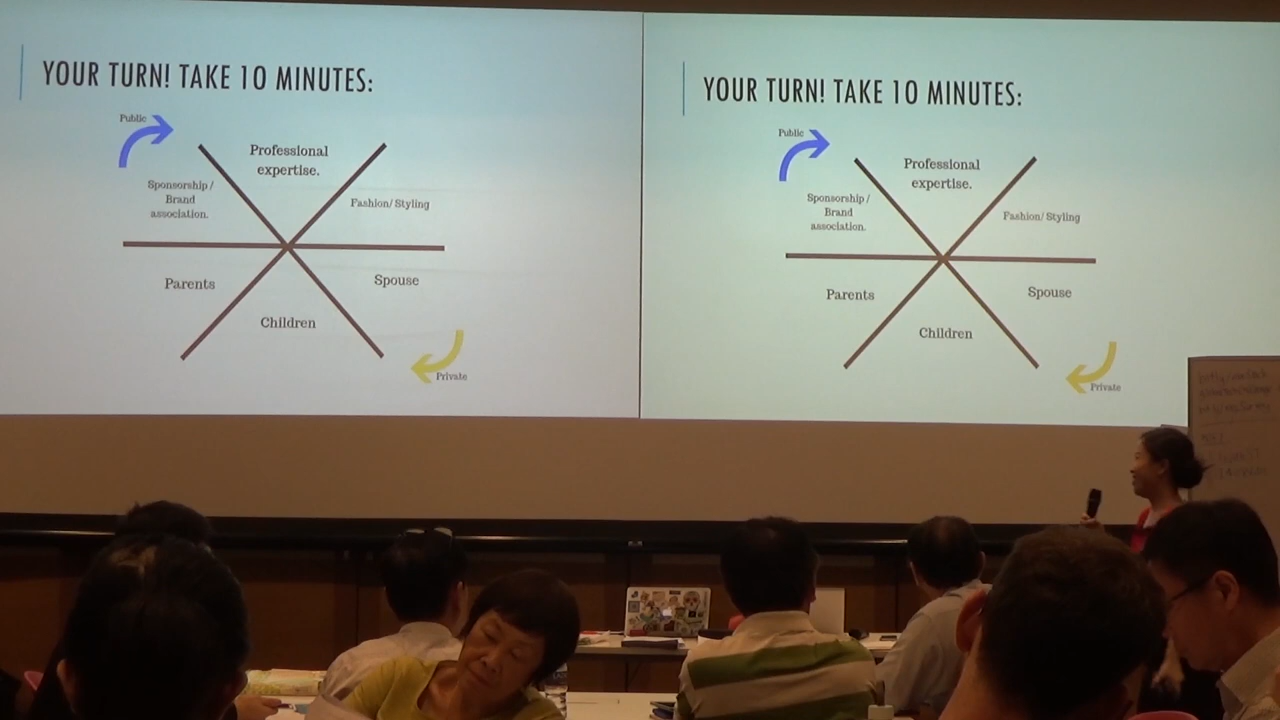 YOUR TURN! TAKE 10 MINUTES:
Public
Professional
expertise.
Sponsorship /
Brand
association.
Fashion/ Styling
Parents
Spouse
Children
Private
YOUR TURN! TAKE 10 MINUTES:
Public
Professional
expertise.
Sponsorship /
Brand
association.
Fashion/ Styling
Parents
Spouse
Children
Private